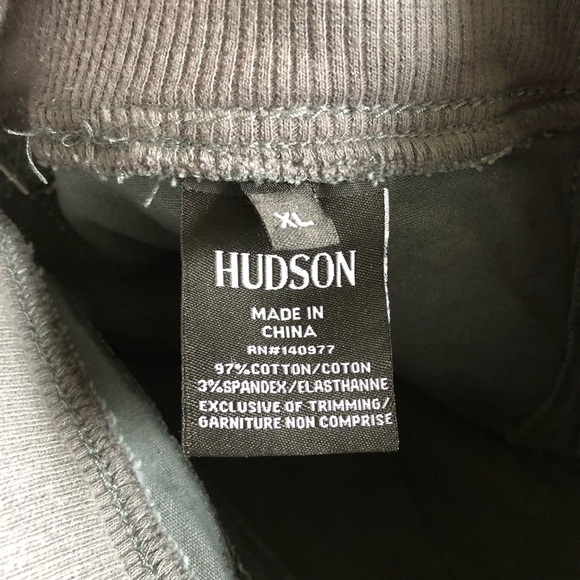 XL
HUDSON
MADE IN
CHINA
RN#140977
97%COTTON/COTON
3%SPANDEX/ELASTHANNE
EXCLUSIVE OF TRIMMING/
GARNITURE NON COMPRISE